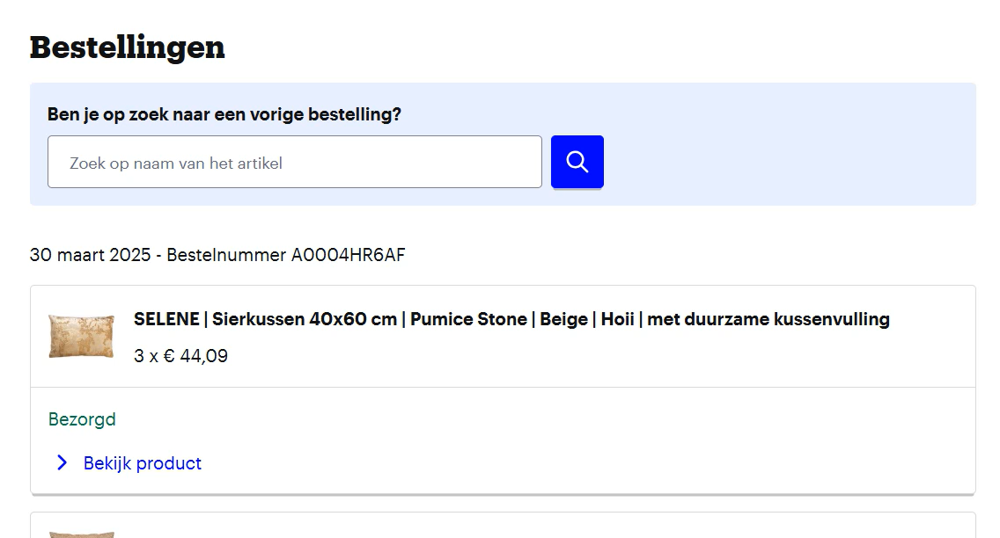 Bestellingen
Ben je op zoek naar een vorige bestelling?
Zoek op naam van het artikel
30 maart 2025 - Bestelnummer A0004HR6AF
SELENE | Sierkussen 40x60 cm | Pumice Stone | Beige | Hoii | met duurzame kussenvulling
3 x € 44,09
Bezorgd
Bekijk product